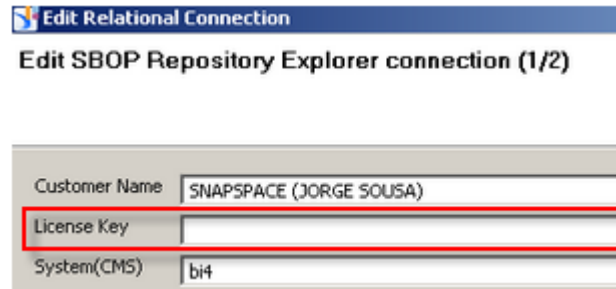 Edit Relational Connection
Edit SBOP Repository Explorer connection (1/2)
Customer Name SNAPSPACE (JORGE SOUSA)
License Key
System(CMS) bi4